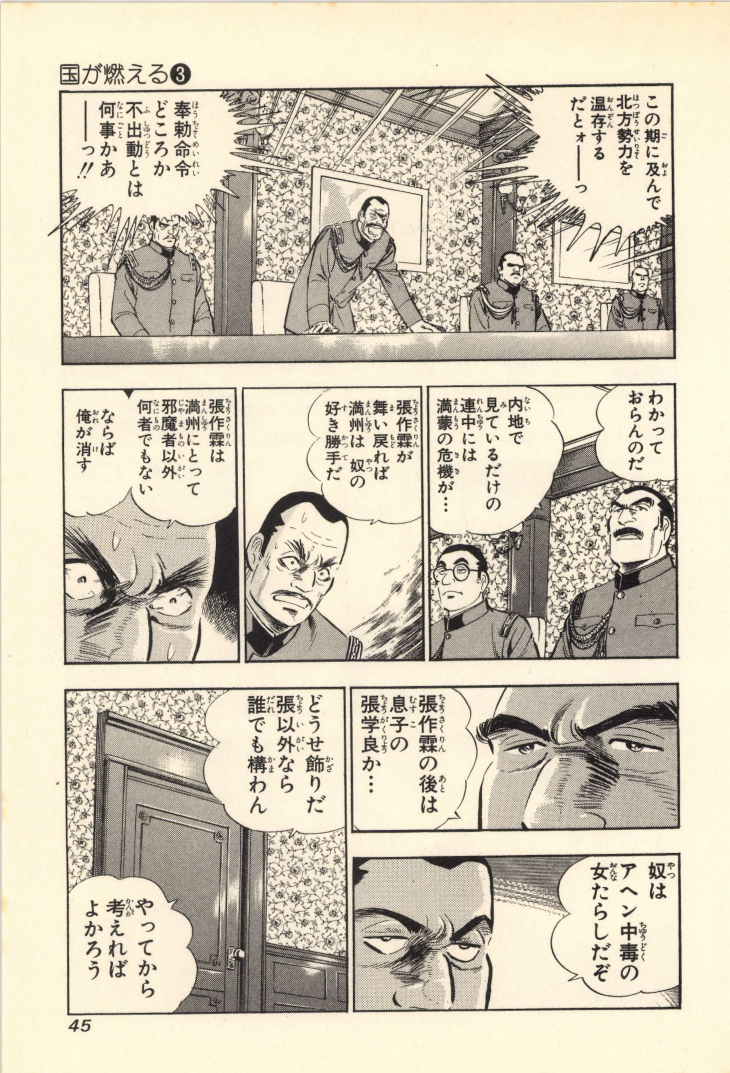 国が燃える3
この期に及んで
北方勢力を
温存する
だとォーーっ
奉勅命令
どころか
不出動とは
何事かあ
ーーっ!!
わかって
おらんのだ
内地で
見ているだけの
連中には
満蒙の危機が…
張作霖が
舞い戻れば
満州は奴の
好き勝手だ
張作霖は
満州にとって
邪魔者以外
何者でもない
ならば
俺が消す
張作霖の後は
息子の
張学良か…
どうせ飾りだ
張以外なら
誰でも構わん
奴は
アヘン中毒の
女たらしだぞ
やってから
考えれば
よかろう
45